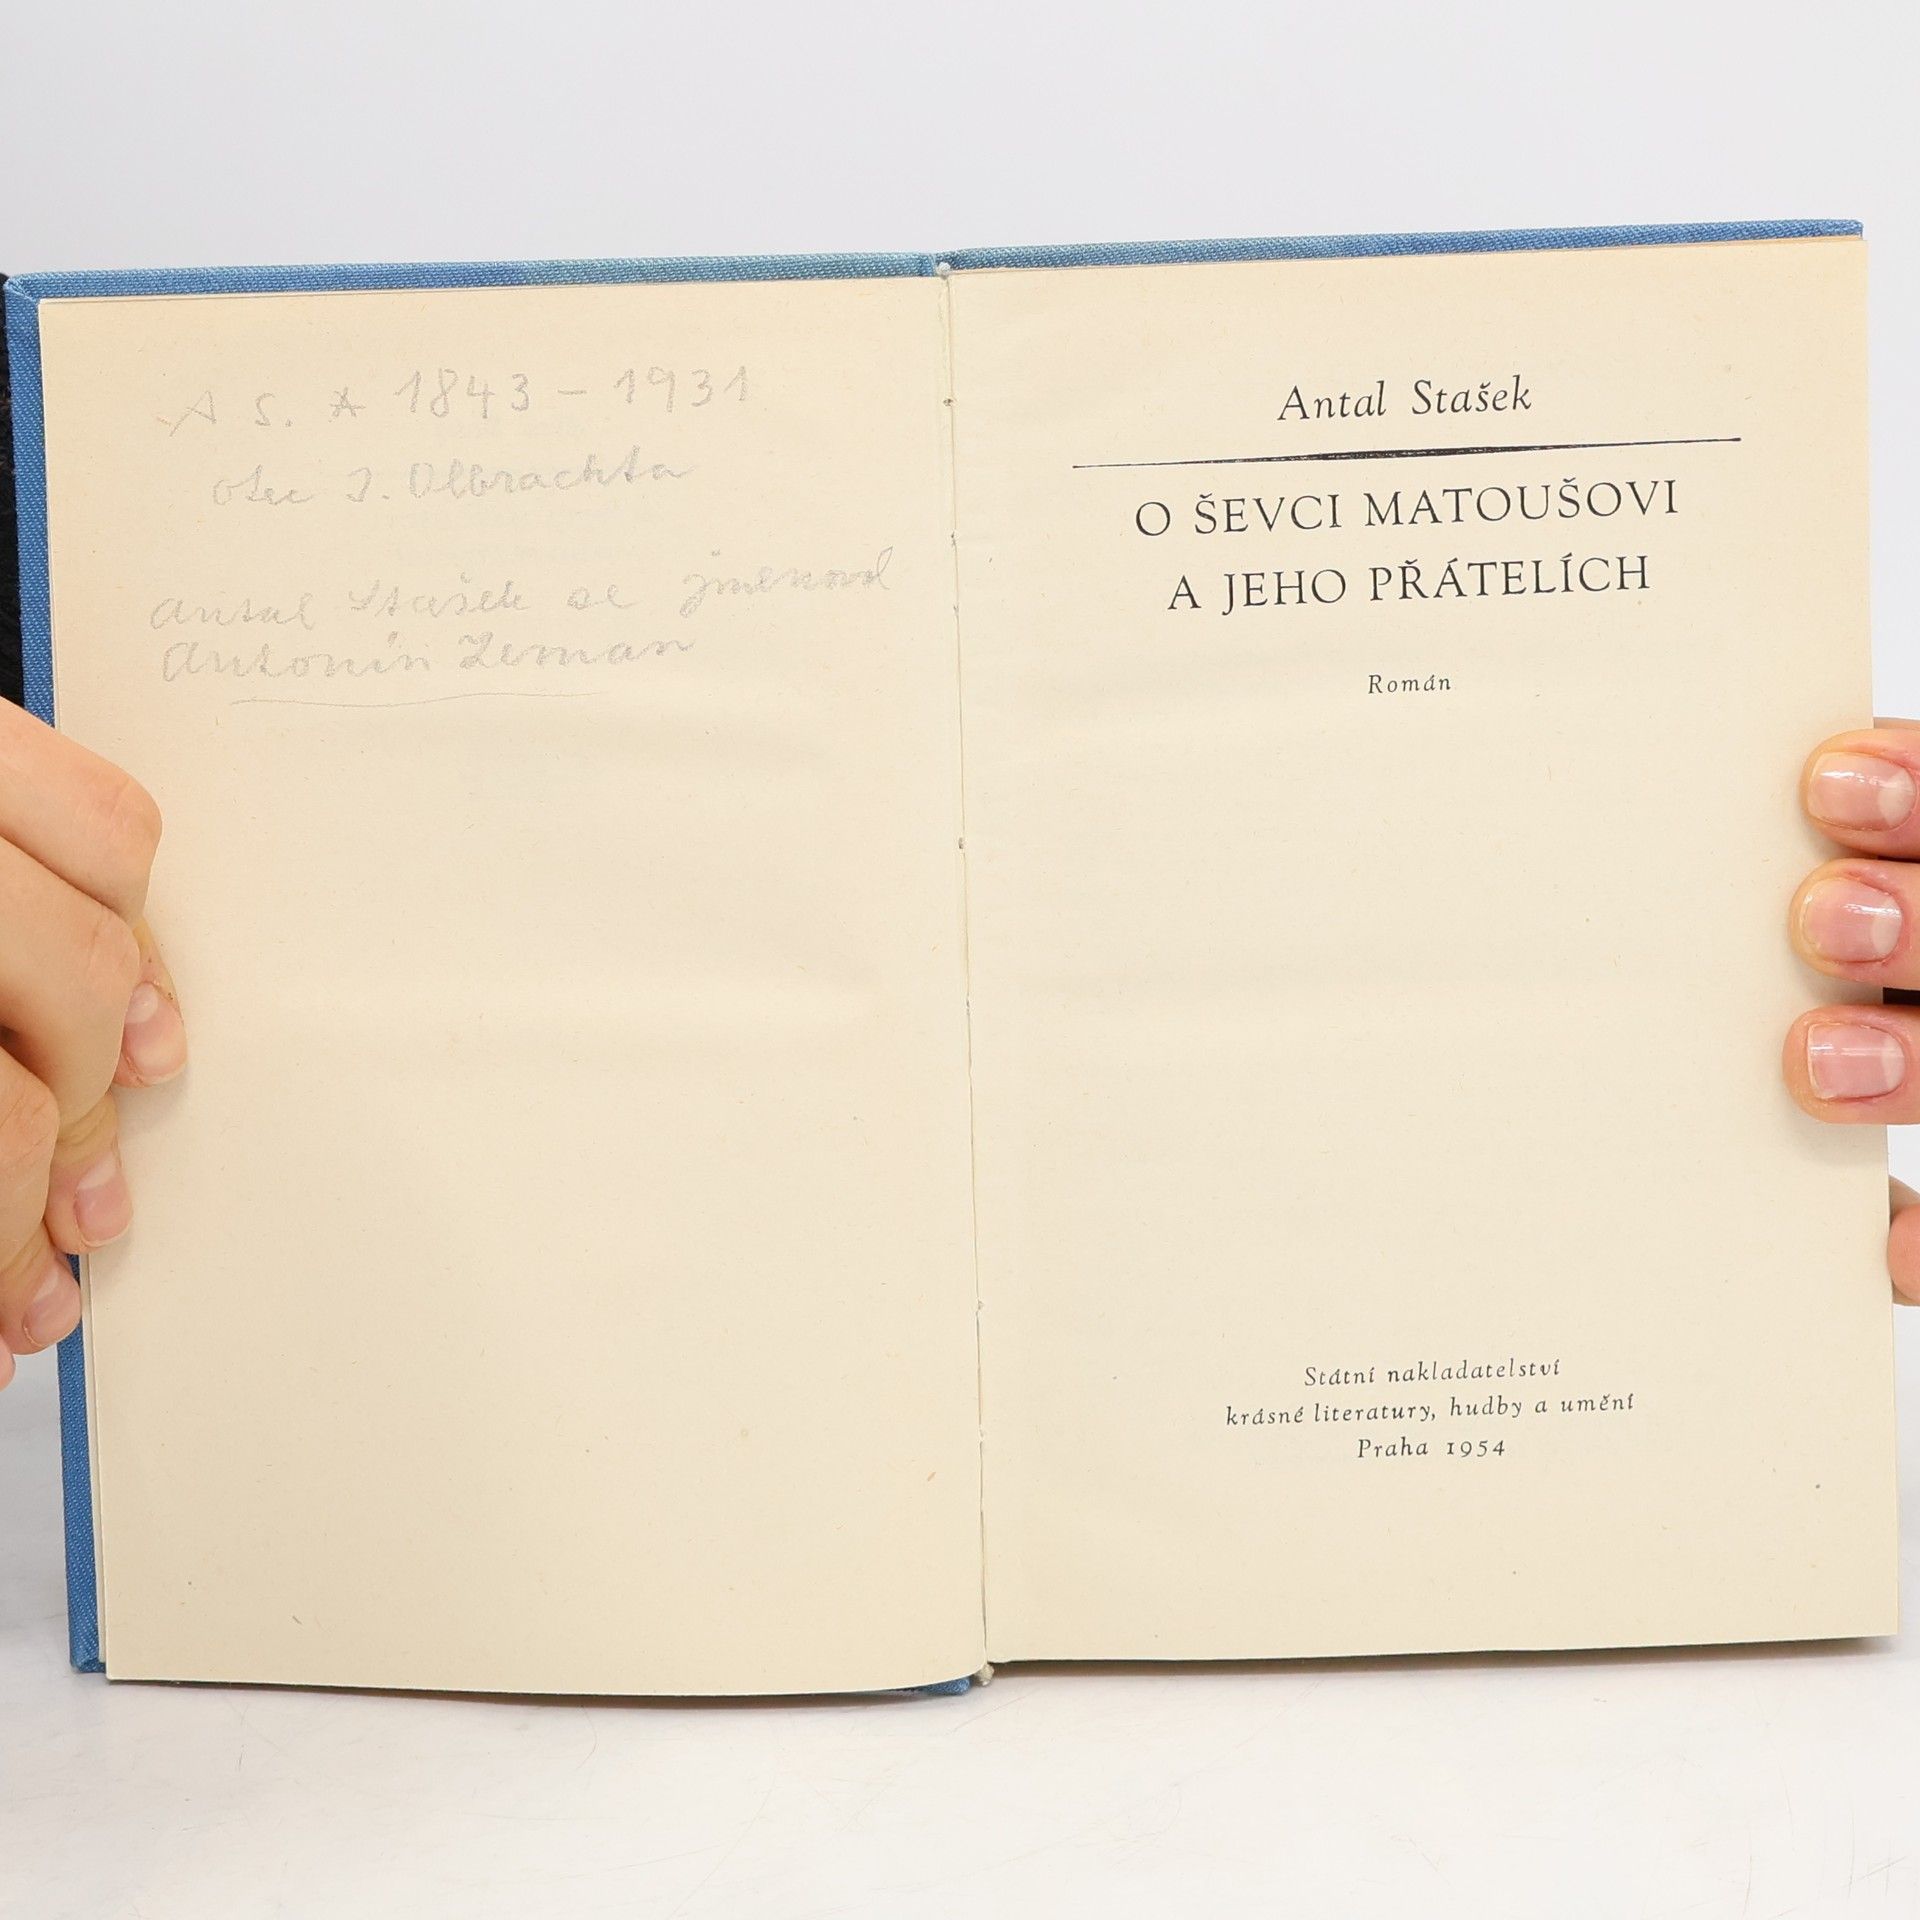 A S. * 1843 – 1931
otec I. Olbrachta
Antal Stašek se jmenoval
Antonín Zeman
Antal Stašek
O ŠEVCI MATOUŠOVI
A JEHO PŘÁTELÍCH
Román
Státní nakladatelství
krásné literatury, hudby a umění
Praha 1954